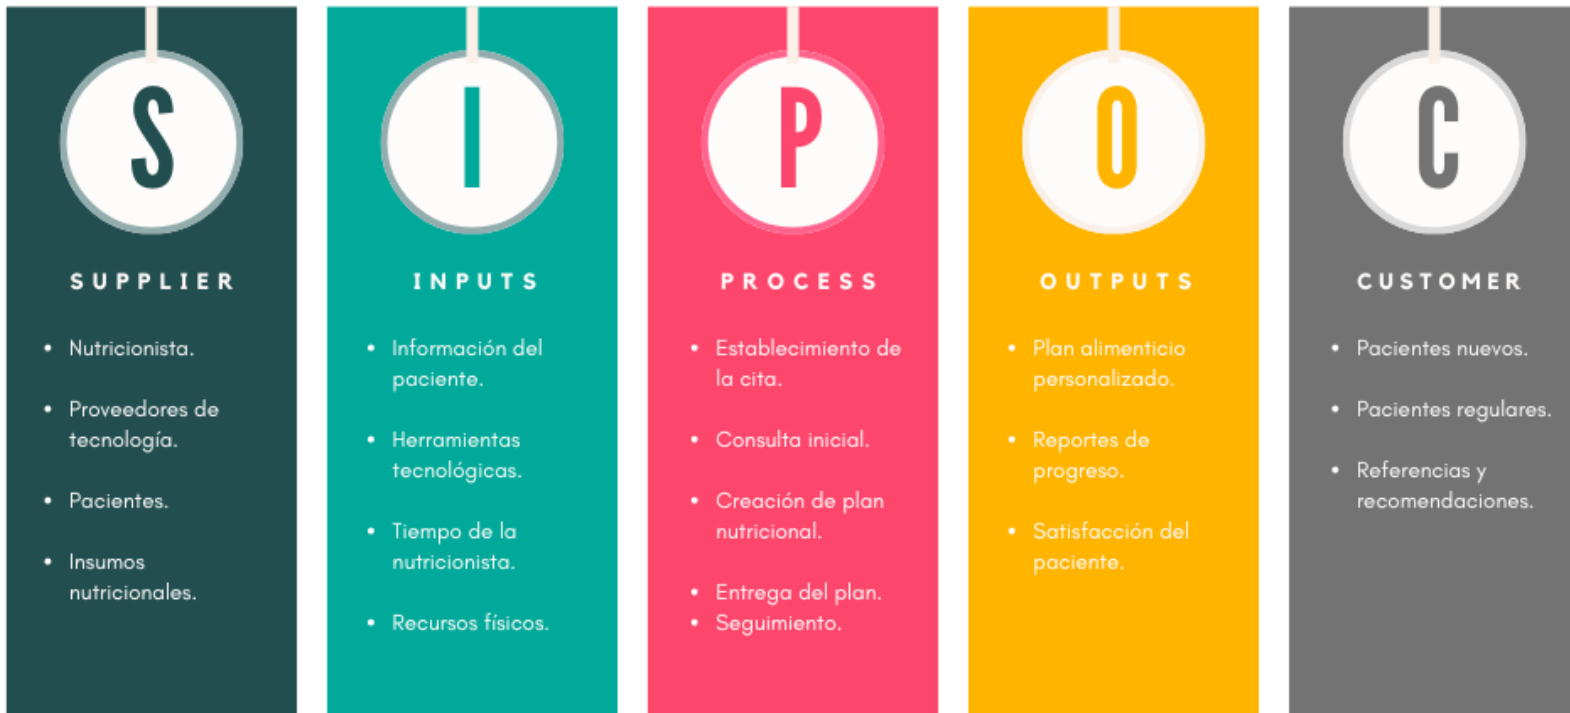 S
SUPPLIER
• Nutricionista.
• Proveedores de
tecnología.
• Pacientes.
• Insumos
nutricionales.
I
INPUTS
• Información del
paciente.
• Herramientas
tecnológicas.
• Tiempo de la
nutricionista.
• Recursos físicos.
P
PROCESS
• Establecimiento de
la cita.
• Consulta inicial.
• Creación de plan
nutricional.
• Entrega del plan.
• Seguimiento.
O
OUTPUTS
• Plan alimenticio
personalizado.
• Reportes de
progreso.
• Satisfacción del
paciente.
C
CUSTOMER
• Pacientes nuevos.
• Pacientes regulares.
• Referencias y
recomendaciones.